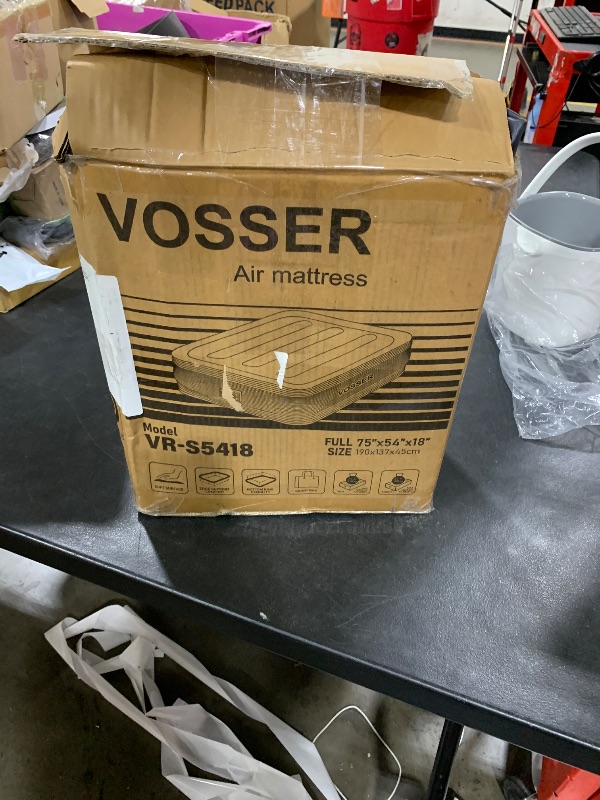 VOSSER
Air mattress
VOSSER
Model
VR-S5418
FULL 75"x54"x18"
SIZE 190x137x45cm